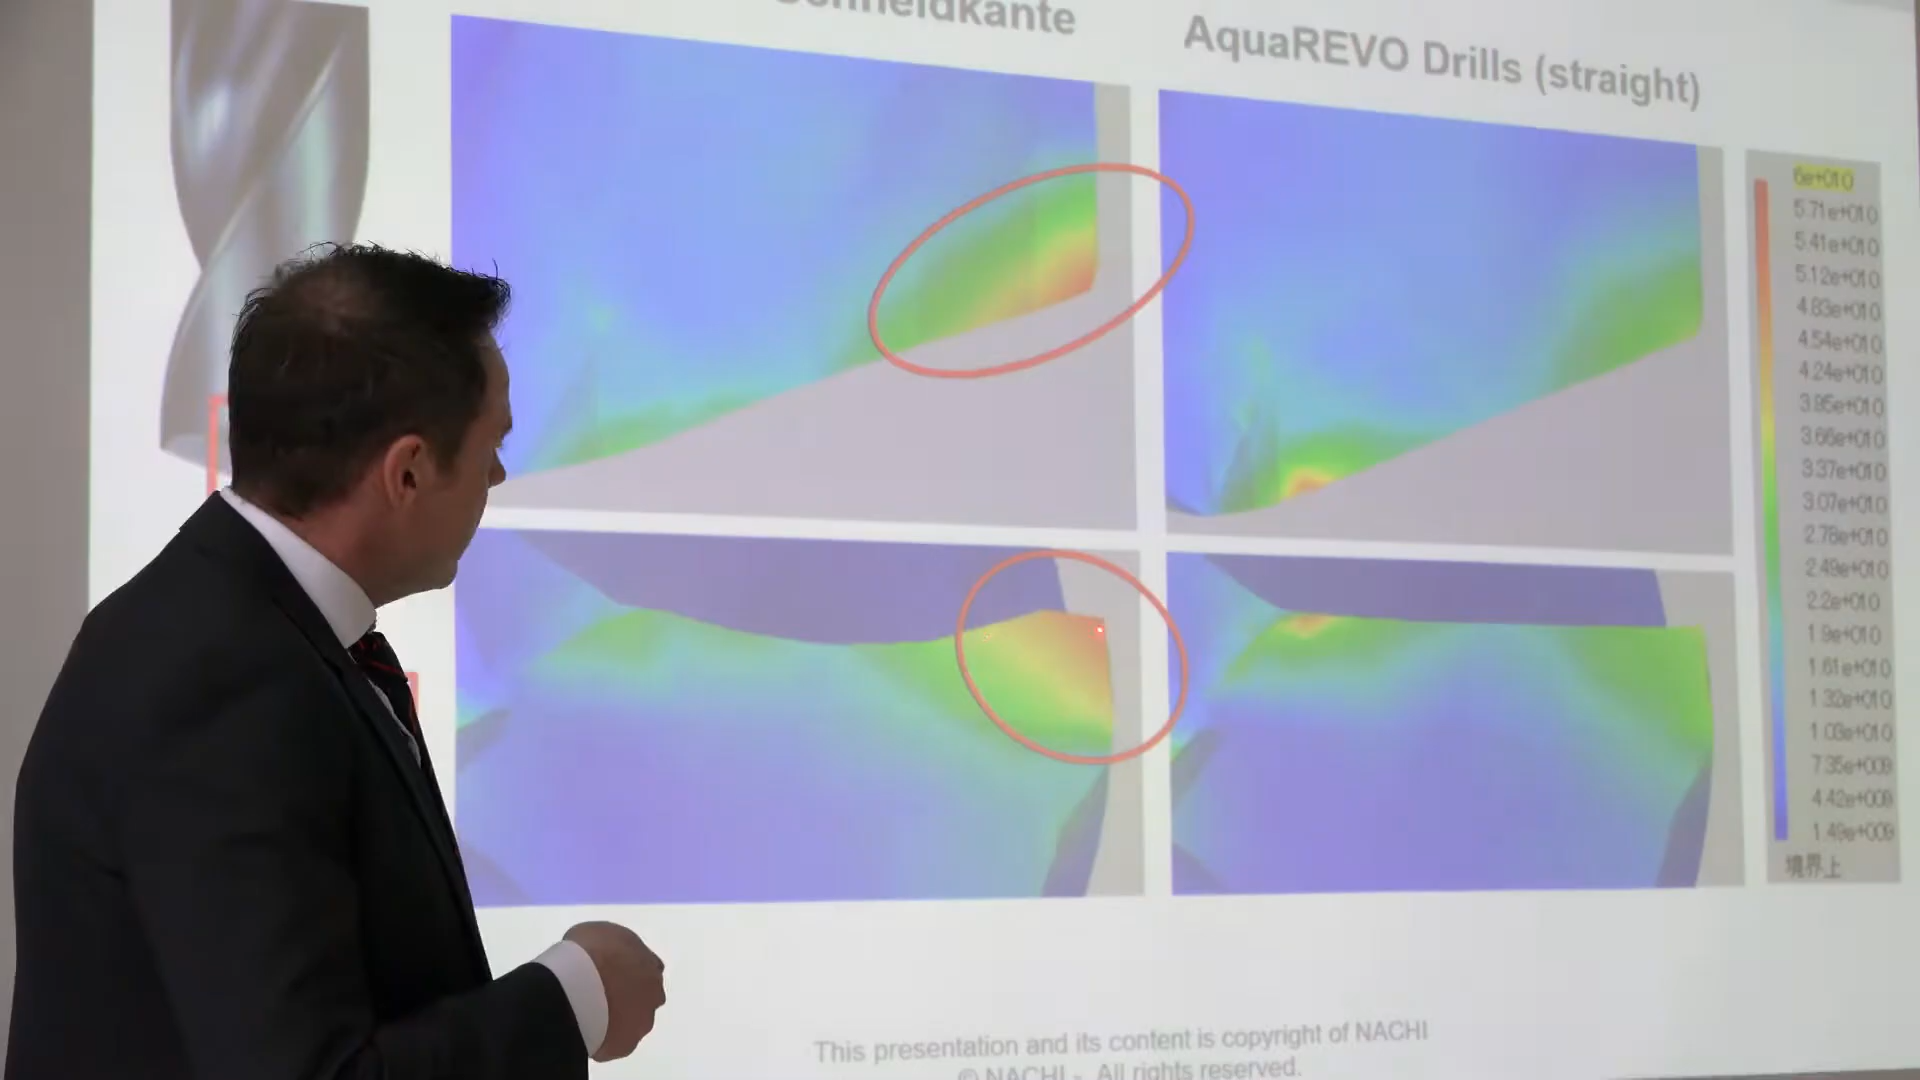 Schneidkante
AquaREVO Drills (straight)
6e+010
5.71e+010
5.41e+010
5.12e+010
4.83e+010
4.54e+010
4.24e+010
3.95e+010
3.66e+010
3.37e+010
3.07e+010
2.78e+010
2.49e+010
2.2e+010
1.9e+010
1.61e+010
1.32e+010
1.03e+010
7.35e+009
4.42e+009
1.49e+009
境界上
This presentation and its content is copyright of NACHI
© NACHI - All rights reserved.